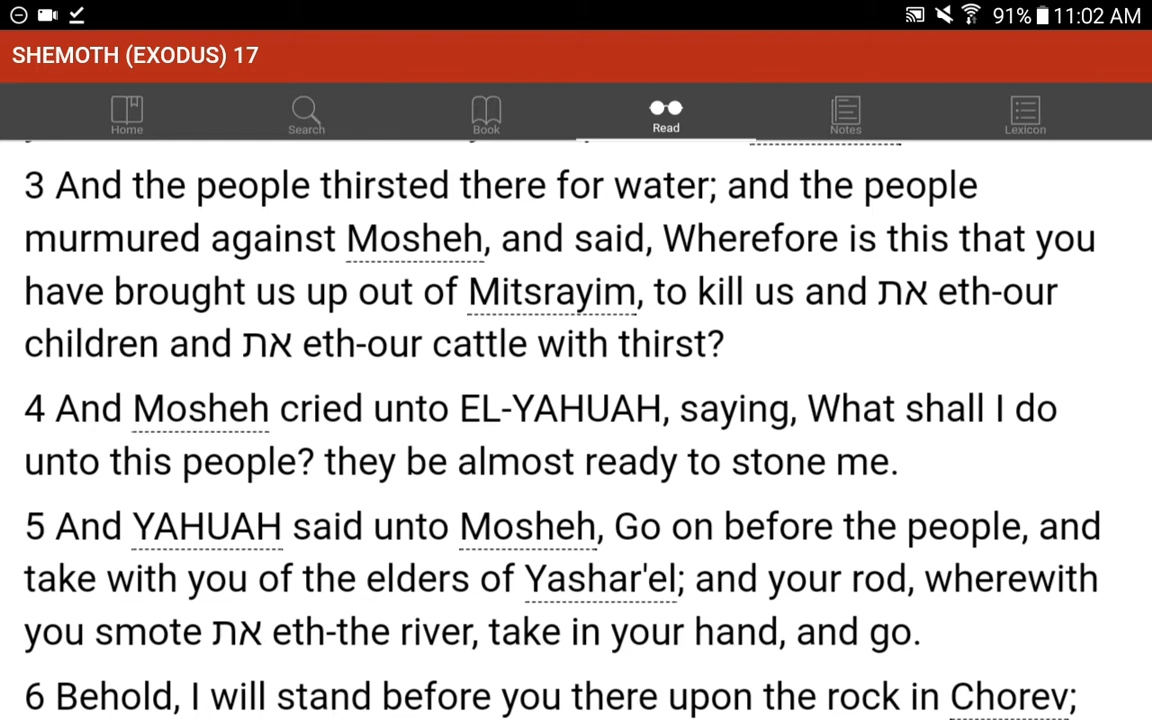 91% 11:02 AM
SHEMOTH (EXODUS) 17
Home Search Book Read Notes Lexicon
3 And the people thirsted there for water; and the people
murmured against Mosheh, and said, Wherefore is this that you
have brought us up out of Mitsrayim, to kill us and את eth-our
children and את eth-our cattle with thirst?
4 And Mosheh cried unto EL-YAHUAH, saying, What shall I do
unto this people? they be almost ready to stone me.
5 And YAHUAH said unto Mosheh, Go on before the people, and
take with you of the elders of Yashar'el; and your rod, wherewith
you smote את eth-the river, take in your hand, and go.
6 Behold, I will stand before you there upon the rock in Chorev;